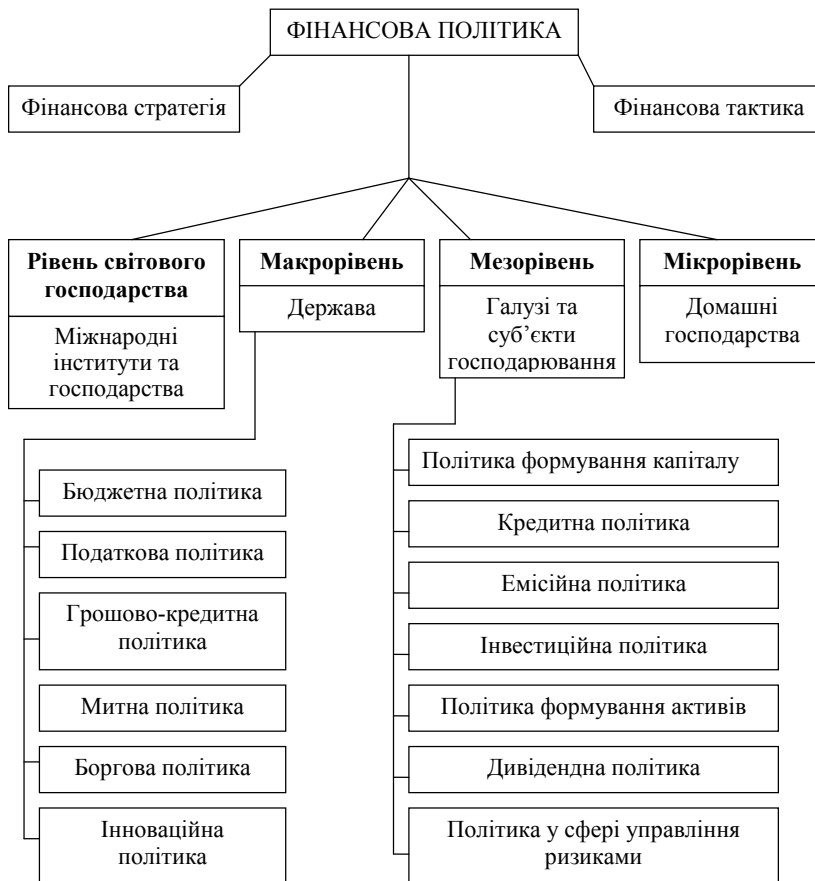 ФІНАНСОВА ПОЛІТИКА
Фінансова стратегія
Фінансова тактика
Рівень світового
господарства
Міжнародні
інститути та
господарства
Макрорівень
Держава
Мезорівень
Галузі та
суб’єкти
господарювання
Мікрорівень
Домашні
господарства
Бюджетна політика
Податкова політика
Грошово-кредитна
політика
Митна політика
Боргова політика
Інноваційна
політика
Політика формування капіталу
Кредитна політика
Емісійна політика
Інвестиційна політика
Політика формування активів
Дивідендна політика
Політика у сфері управління
ризиками